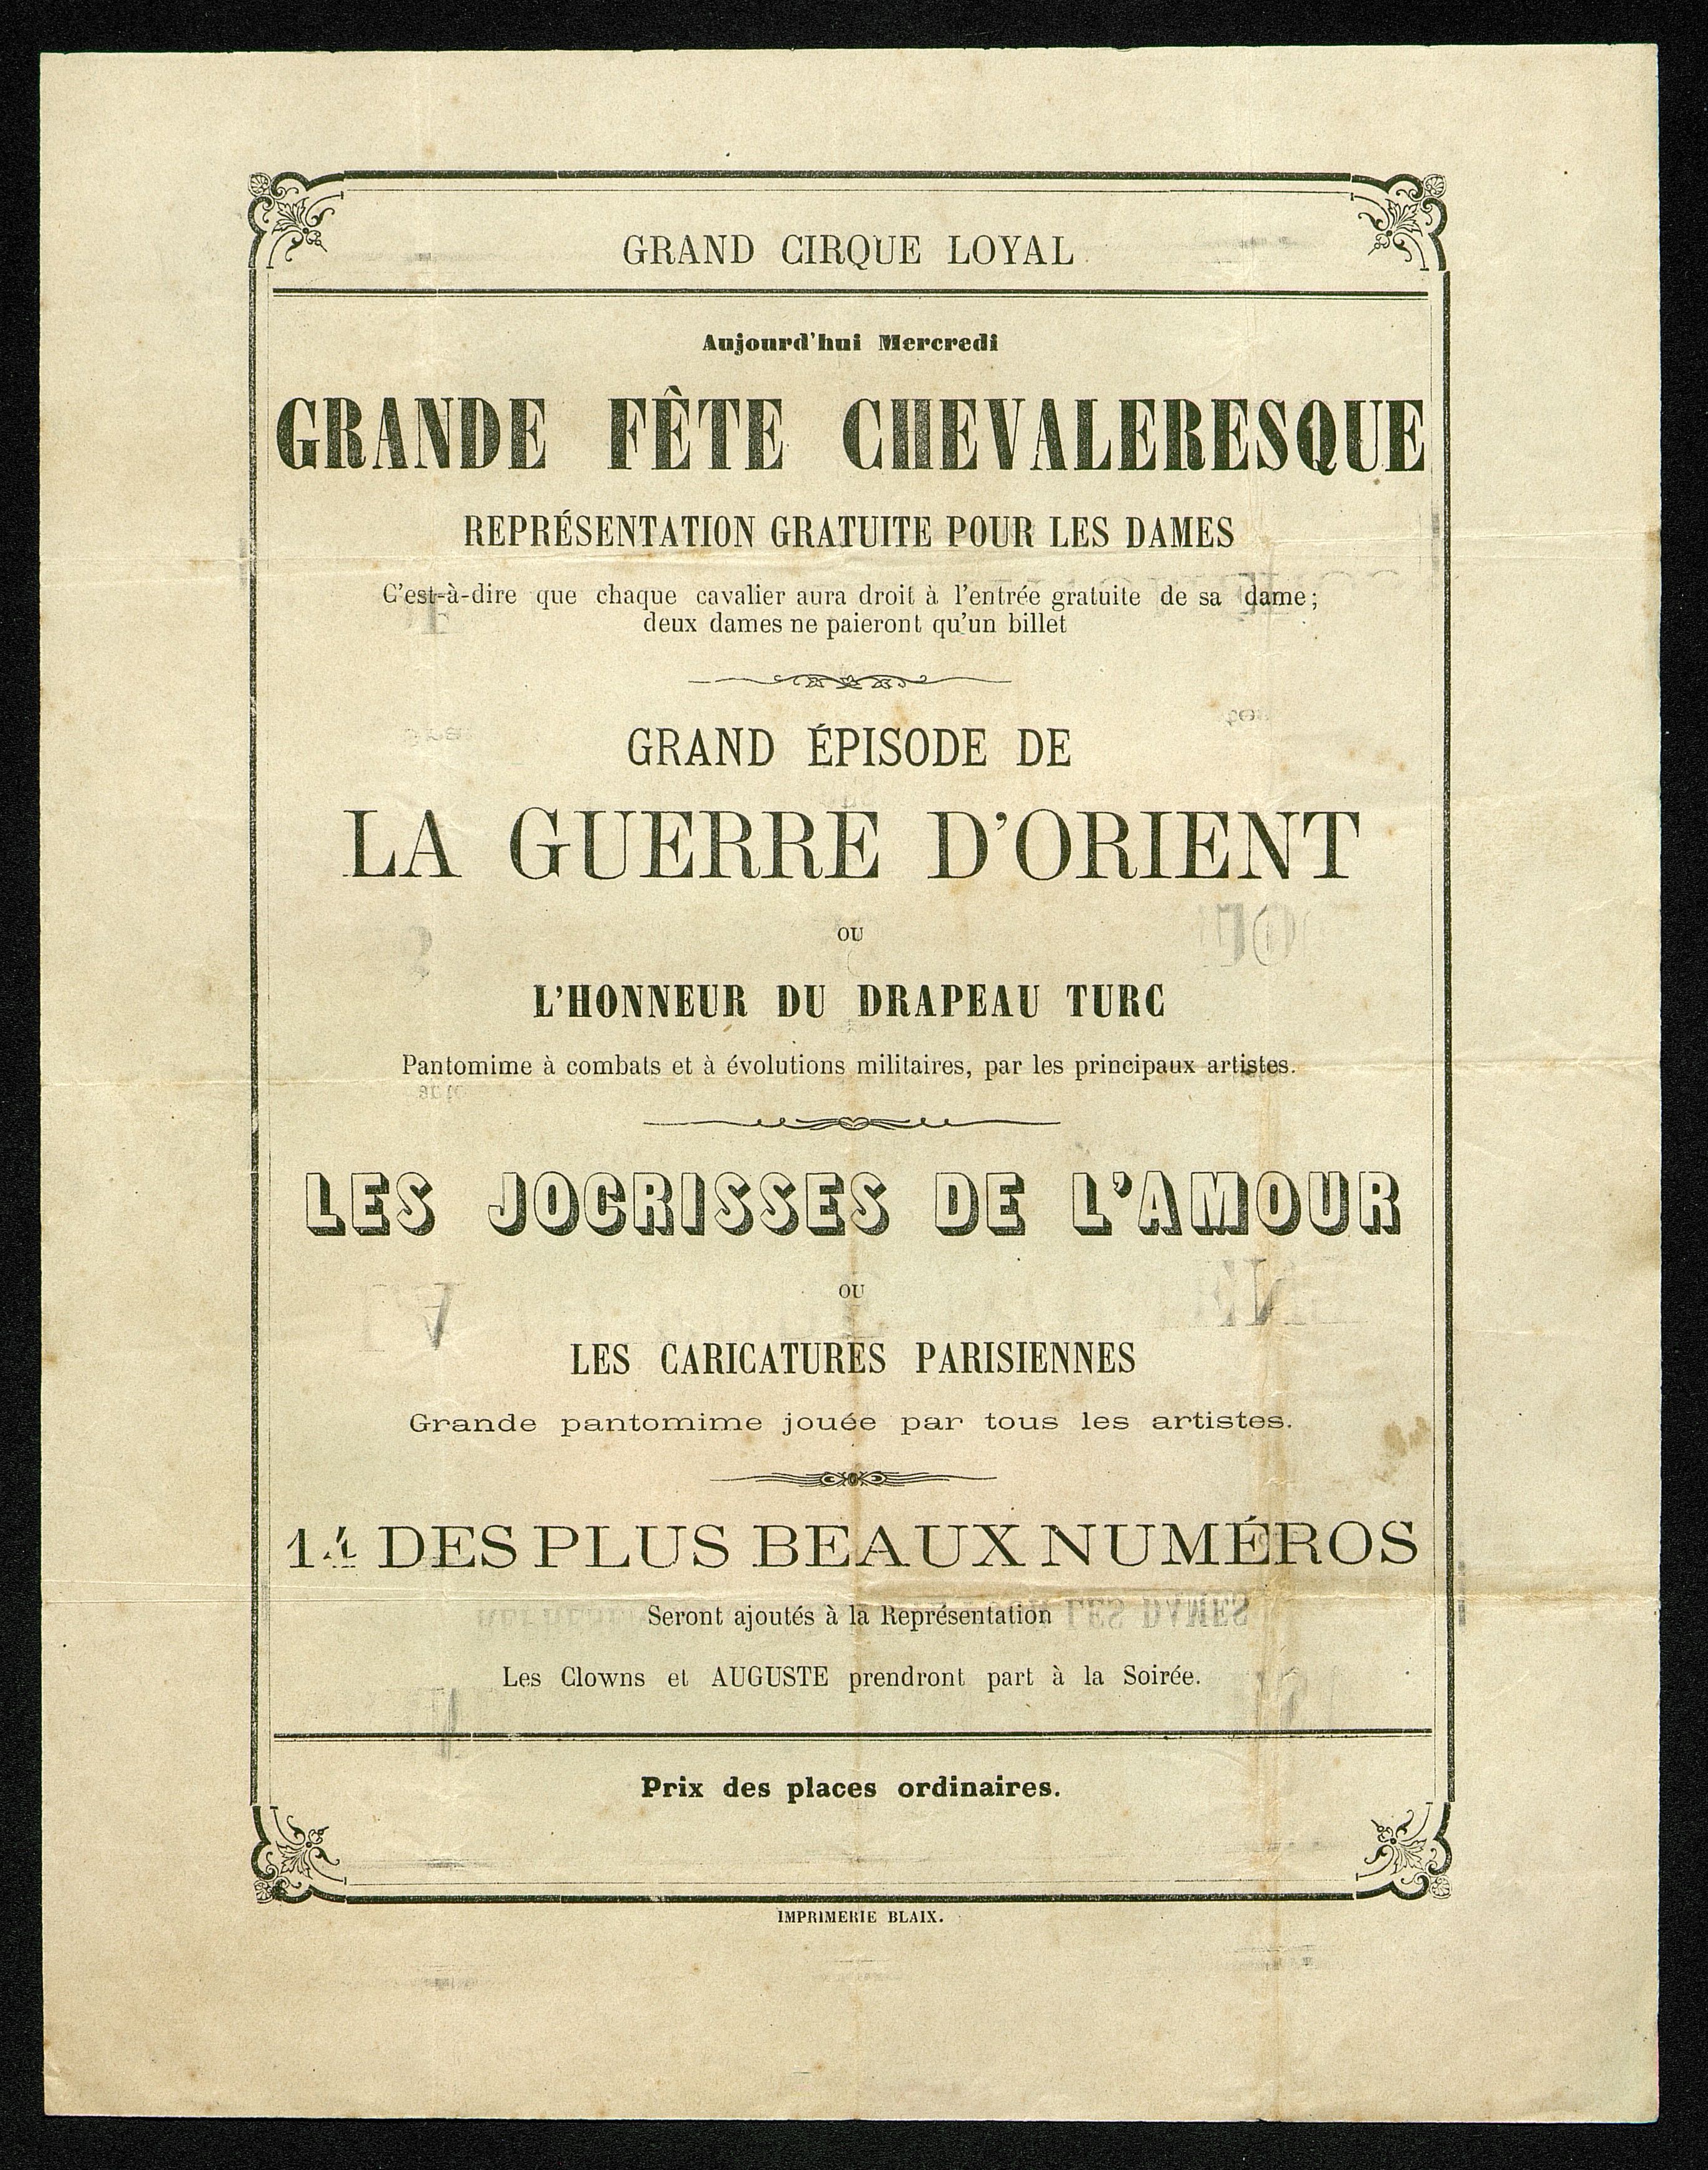 GRAND CIRQUE LOYAL
Aujourd'hui Mercredi
GRANDE FÊTE CHEVALERESQUE
REPRÉSENTATION GRATUITE POUR LES DAMES
C'est-à-dire que chaque cavalier aura droit à l'entrée gratuite de sa dame;
deux dames ne paieront qu'un billet
GRAND ÉPISODE DE
LA GUERRE D'ORIENT
OU
L'HONNEUR DU DRAPEAU TURC
Pantomime à combats et à évolutions militaires, par les principaux artistes.
LES JOCRISSES DE L'AMOUR
OU
LES CARICATURES PARISIENNES
Grande pantomime jouée par tous les artistes.
14 DES PLUS BEAUX NUMÉROS
Seront ajoutés à la Représentation
Les Clowns et AUGUSTE prendront part à la Soirée.
Prix des places ordinaires.
IMPRIMERIE BLAIX.